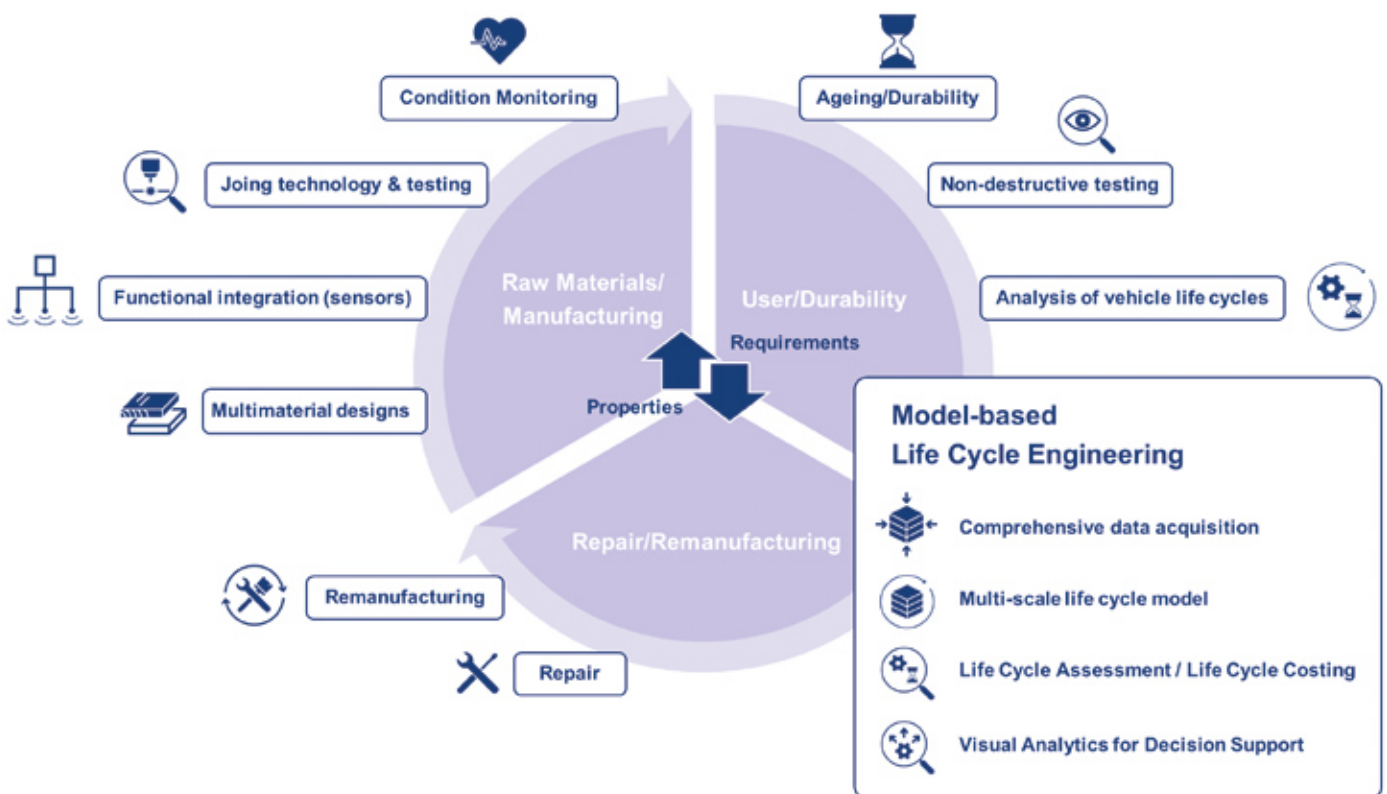 Condition Monitoring
Ageing/Durability
Joing technology & testing
Non-destructive testing
Functional integration (sensors)
Raw Materials/
Manufacturing
User/Durability
Analysis of vehicle life cycles
Requirements
Properties
Multimaterial designs
Model-based
Life Cycle Engineering
Comprehensive data acquisition
Multi-scale life cycle model
Life Cycle Assessment / Life Cycle Costing
Visual Analytics for Decision Support
Repair/Remanufacturing
Remanufacturing
Repair